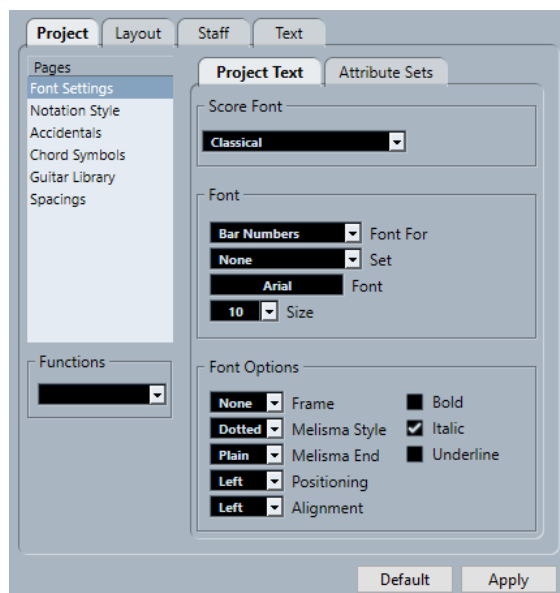 Project Layout Staff Text
Pages
Font Settings
Notation Style
Accidentals
Chord Symbols
Guitar Library
Spacings
Functions
Project Text Attribute Sets
Score Font
Classical
Font
Bar Numbers Font For
None Set
Arial Font
10 Size
Font Options
None Frame Bold
Dotted Melisma Style Italic
Plain Melisma End Underline
Left Positioning
Left Alignment
Default Apply